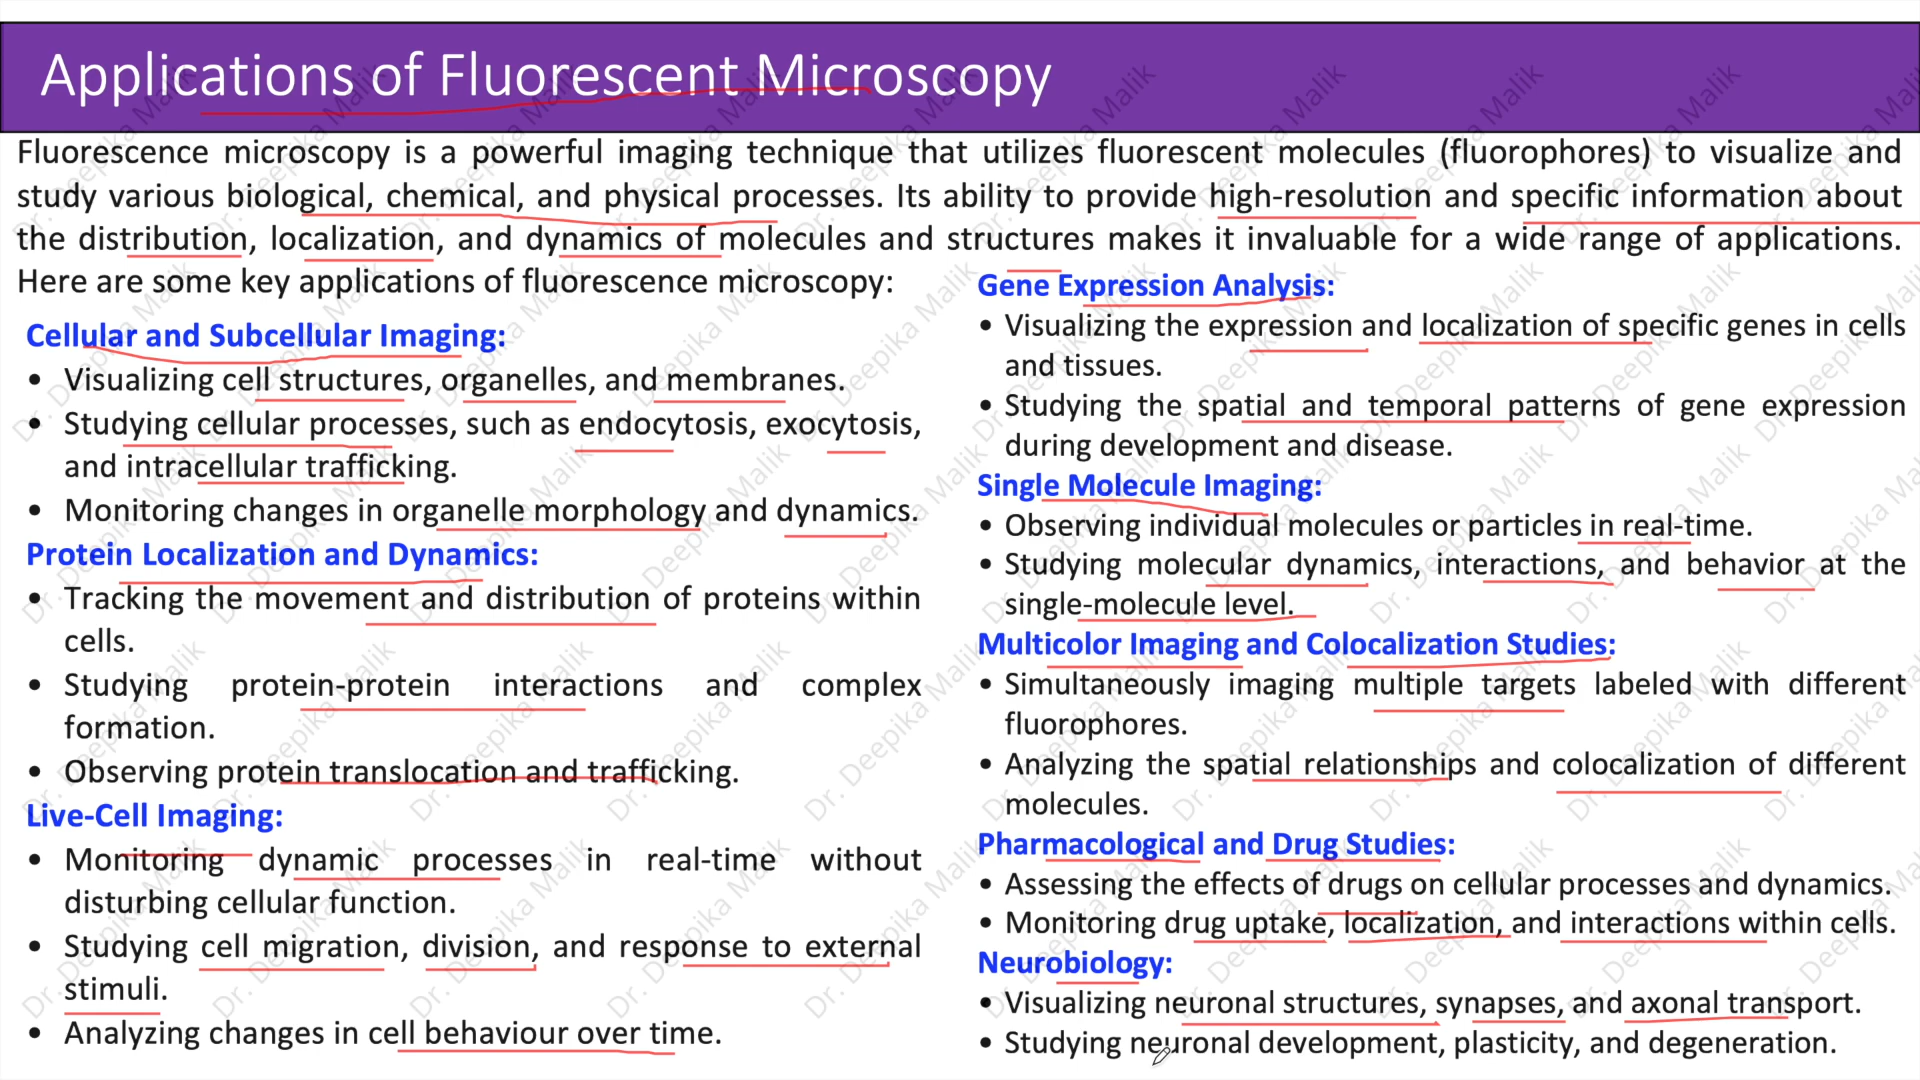 Applications of Fluorescent Microscopy
Fluorescence microscopy is a powerful imaging technique that utilizes fluorescent molecules (fluorophores) to visualize and
study various biological, chemical, and physical processes. Its ability to provide high-resolution and specific information about
the distribution, localization, and dynamics of molecules and structures makes it invaluable for a wide range of applications.
Here are some key applications of fluorescence microscopy:
Cellular and Subcellular Imaging:
• Visualizing cell structures, organelles, and membranes.
• Studying cellular processes, such as endocytosis, exocytosis,
and intracellular trafficking.
• Monitoring changes in organelle morphology and dynamics.
Protein Localization and Dynamics:
• Tracking the movement and distribution of proteins within
cells.
• Studying protein-protein interactions and complex
formation.
• Observing protein translocation and trafficking.
Live-Cell Imaging:
• Monitoring dynamic processes in real-time without
disturbing cellular function.
• Studying cell migration, division, and response to external
stimuli.
• Analyzing changes in cell behaviour over time.
Gene Expression Analysis:
• Visualizing the expression and localization of specific genes in cells
and tissues.
• Studying the spatial and temporal patterns of gene expression
during development and disease.
Single Molecule Imaging:
• Observing individual molecules or particles in real-time.
• Studying molecular dynamics, interactions, and behavior at the
single-molecule level.
Multicolor Imaging and Colocalization Studies:
• Simultaneously imaging multiple targets labeled with different
fluorophores.
• Analyzing the spatial relationships and colocalization of different
molecules.
Pharmacological and Drug Studies:
• Assessing the effects of drugs on cellular processes and dynamics.
• Monitoring drug uptake, localization, and interactions within cells.
Neurobiology:
• Visualizing neuronal structures, synapses, and axonal transport.
• Studying neuronal development, plasticity, and degeneration.
Dr. Deepika Malik